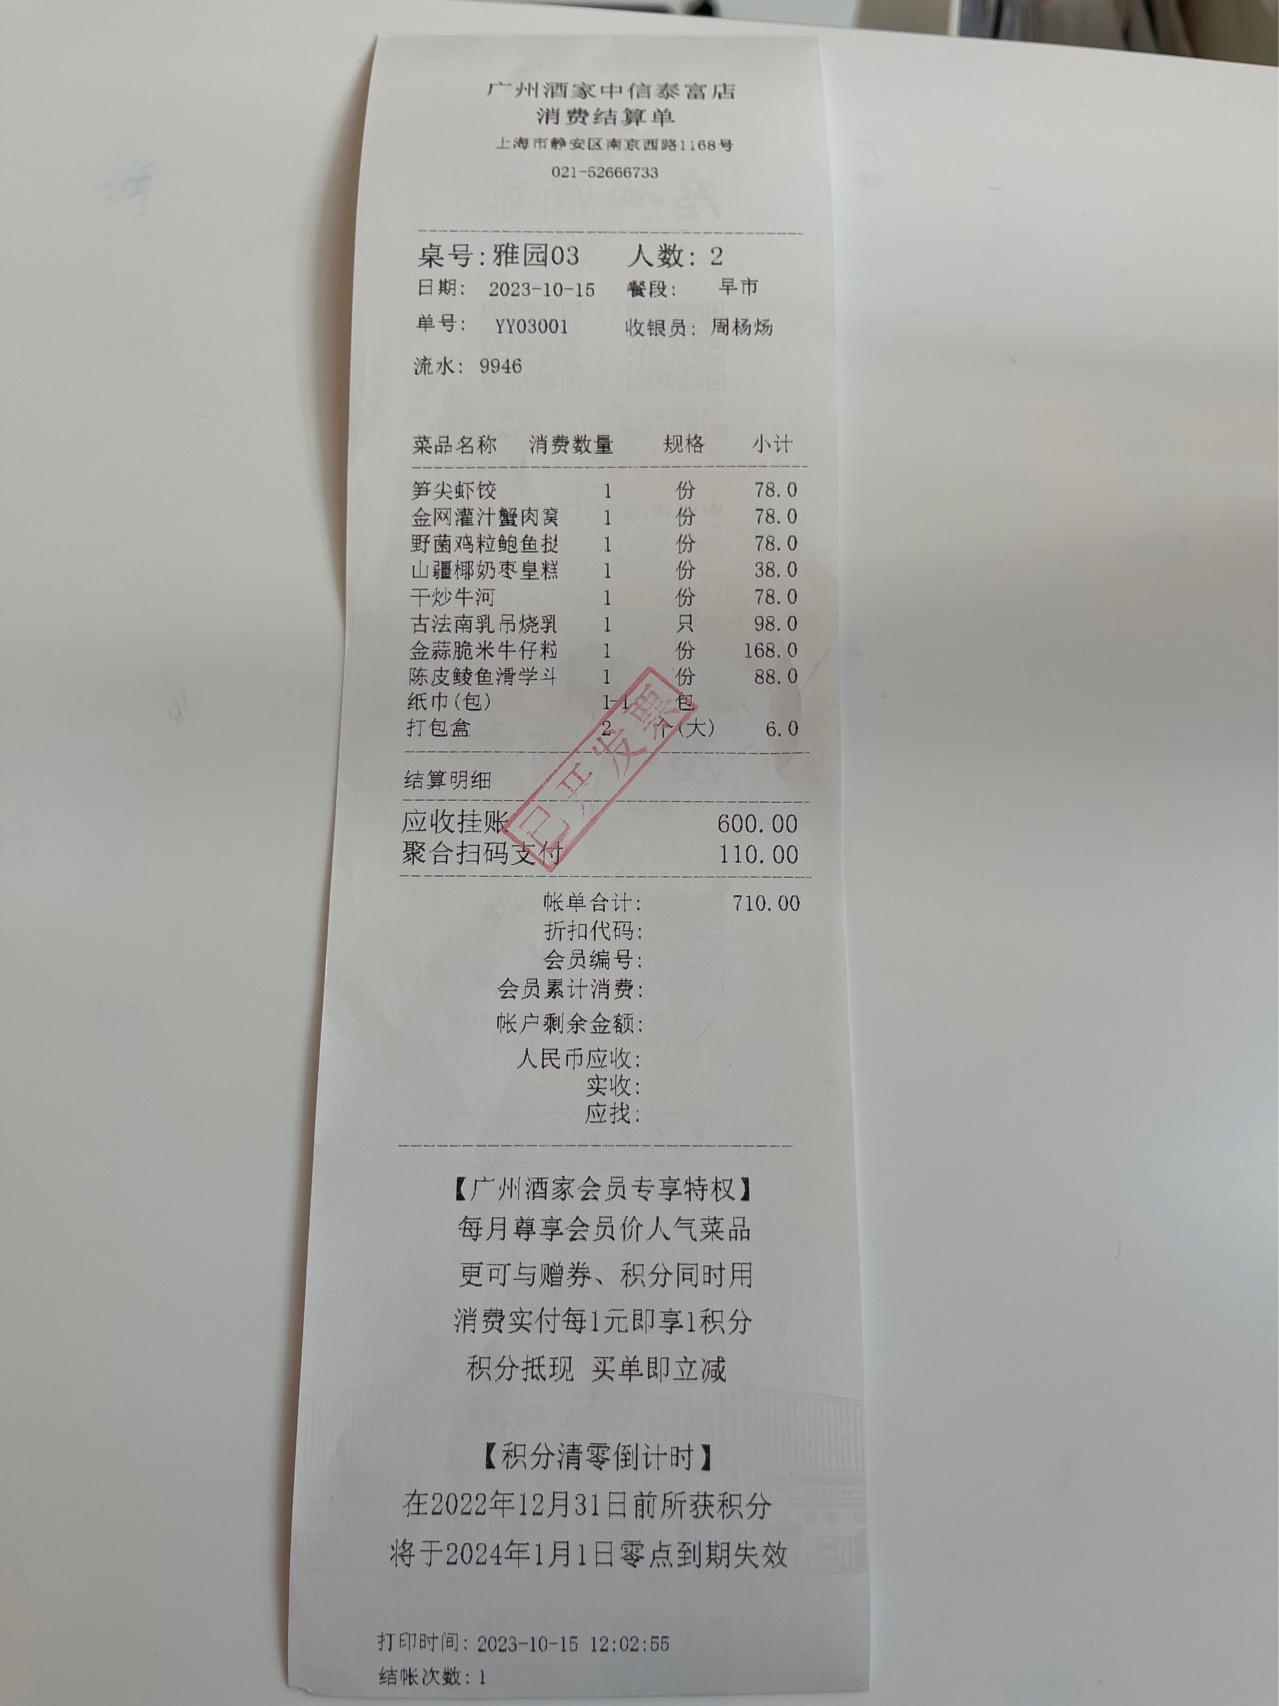 广州酒家中信泰富店
消费结算单
上海市静安区南京西路1168号
021-52666733
桌号:雅园03 人数: 2
日期: 2023-10-15 餐段: 早市
单号: YY03001 收银员: 周杨炀
流水: 9946
菜品名称 消费数量 规格 小计
笋尖虾饺 1 份 78.0
金网灌汁蟹肉窝 1 份 78.0
野菌鸡粒鲍鱼挞 1 份 78.0
山疆椰奶枣皇糕 1 份 38.0
干炒牛河 1 份 78.0
古法南乳吊烧乳 1 只 98.0
金蒜脆米牛仔粒 1 份 168.0
陈皮鲮鱼滑学斗 1 份 88.0
纸巾(包) 1-1 包
打包盒 2 个(大) 6.0
已开发票
结算明细
应收挂账 600.00
聚合扫码支付 110.00
帐单合计: 710.00
折扣代码:
会员编号:
会员累计消费:
帐户剩余金额:
人民币应收:
实收:
应找:
【广州酒家会员专享特权】
每月尊享会员价人气菜品
更可与赠券、积分同时用
消费实付每1元即享1积分
积分抵现 买单即立减
【积分清零倒计时】
在2022年12月31日前所获积分
将于2024年1月1日零点到期失效
打印时间: 2023-10-15 12:02:55
结帐次数: 1